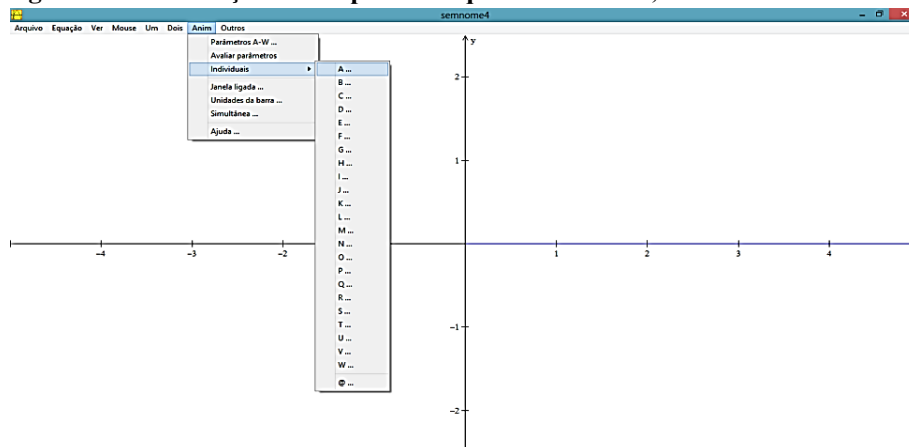 semnome4
Arquivo Equação Ver Mouse Um Dois Anim Outros
Parâmetros A-W ...
Avaliar parâmetros
Individuais
Janela ligada ...
Unidades da barra ...
Simultânea ...
Ajuda ...
A ...
B ...
C ...
D ...
E ...
F ...
G ...
H ...
I ...
J ...
K ...
L ...
M ...
N ...
O ...
P ...
Q ...
R ...
S ...
T ...
U ...
V ...
W ...
@ ...
y
2
1
-4 -3 -2 1 2 3 4
-1
-2